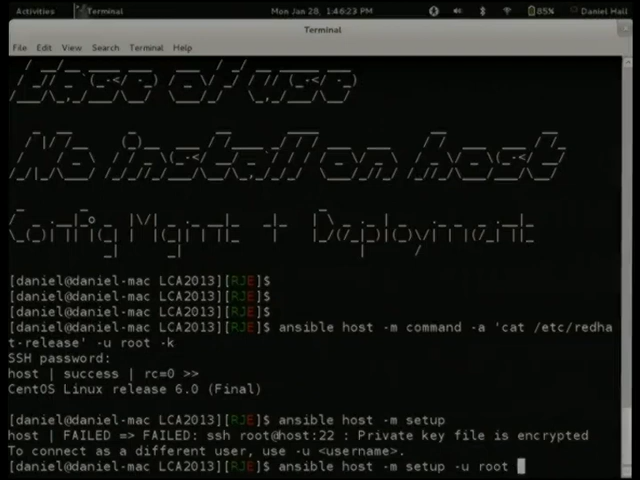 Activities Terminal Mon Jan 28, 1:46:23 PM 85% Daniel Hall
Terminal
File Edit View Search Terminal Help
Ease of use
No install on host
Config Mgmt + Deployment
[daniel@daniel-mac LCA2013][RJE]$
[daniel@daniel-mac LCA2013][RJE]$
[daniel@daniel-mac LCA2013][RJE]$
[daniel@daniel-mac LCA2013][RJE]$ ansible host -m command -a 'cat /etc/redha
t-release' -u root -k
SSH password:
host | success | rc=0 >>
CentOS Linux release 6.0 (Final)
[daniel@daniel-mac LCA2013][RJE]$ ansible host -m setup
host | FAILED => FAILED: ssh root@host:22 : Private key file is encrypted
To connect as a different user, use -u <username>.
[daniel@daniel-mac LCA2013][RJE]$ ansible host -m setup -u root